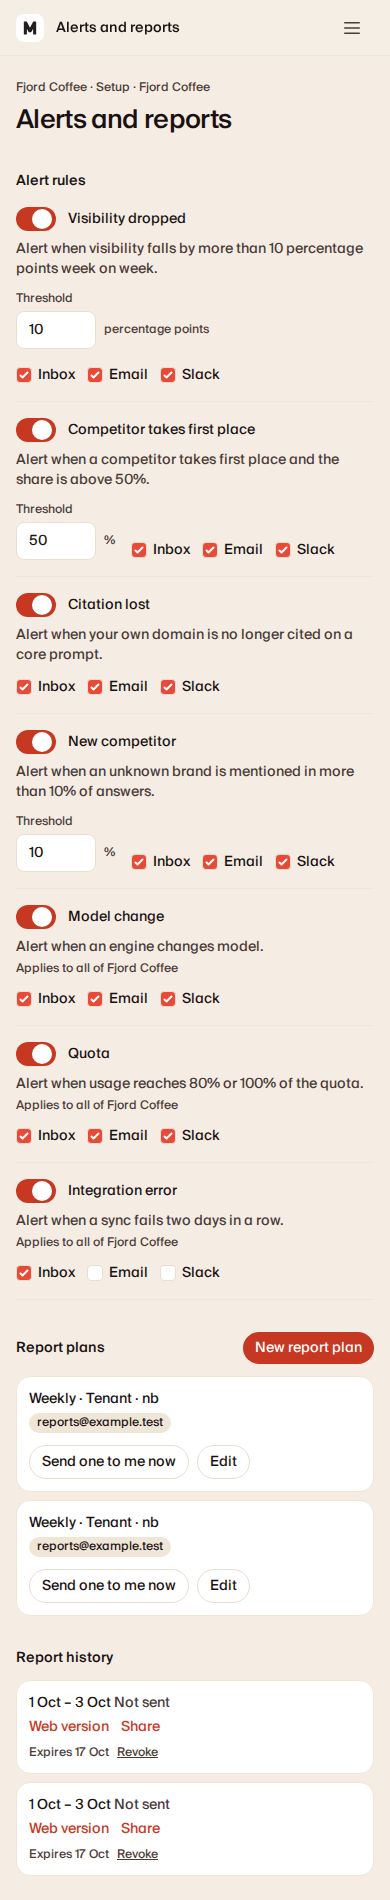 M Alerts and reports
Fjord Coffee · Setup · Fjord Coffee
Alerts and reports
Alert rules
Visibility dropped
Alert when visibility falls by more than 10 percentage
points week on week.
Threshold
10 percentage points
Inbox Email Slack
Competitor takes first place
Alert when a competitor takes first place and the
share is above 50%.
Threshold
50 % Inbox Email Slack
Citation lost
Alert when your own domain is no longer cited on a
core prompt.
Inbox Email Slack
New competitor
Alert when an unknown brand is mentioned in more
than 10% of answers.
Threshold
10 % Inbox Email Slack
Model change
Alert when an engine changes model.
Applies to all of Fjord Coffee
Inbox Email Slack
Quota
Alert when usage reaches 80% or 100% of the quota.
Applies to all of Fjord Coffee
Inbox Email Slack
Integration error
Alert when a sync fails two days in a row.
Applies to all of Fjord Coffee
Inbox Email Slack
Report plans New report plan
Weekly · Tenant · nb
reports@example.test
Send one to me now Edit
Weekly · Tenant · nb
reports@example.test
Send one to me now Edit
Report history
1 Oct – 3 Oct Not sent
Web version Share
Expires 17 Oct Revoke
1 Oct – 3 Oct Not sent
Web version Share
Expires 17 Oct Revoke